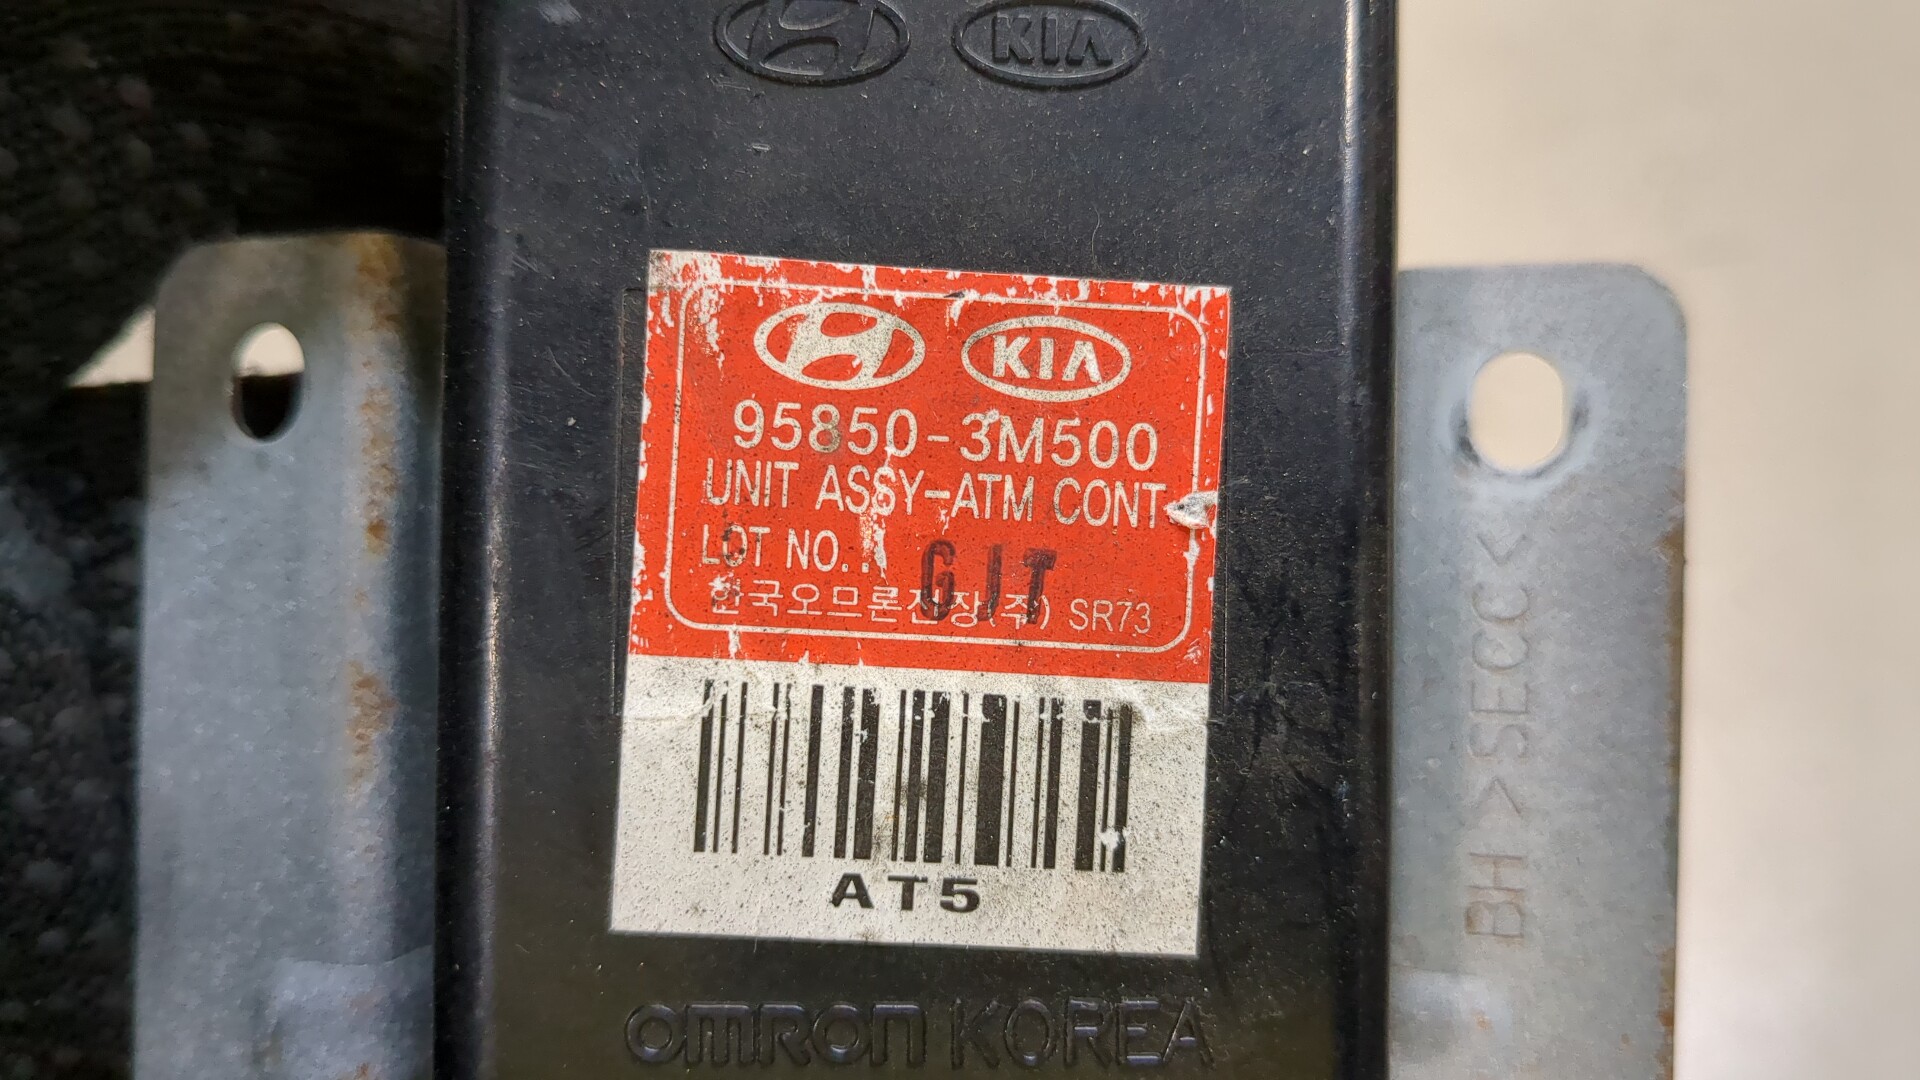 KIA
KIA
95850-3M500
UNIT ASSY-ATM CONT
LOT NO.. GJT
한국오므론전장(주) SR73
AT5
OMRON KOREA
BH >SECC<